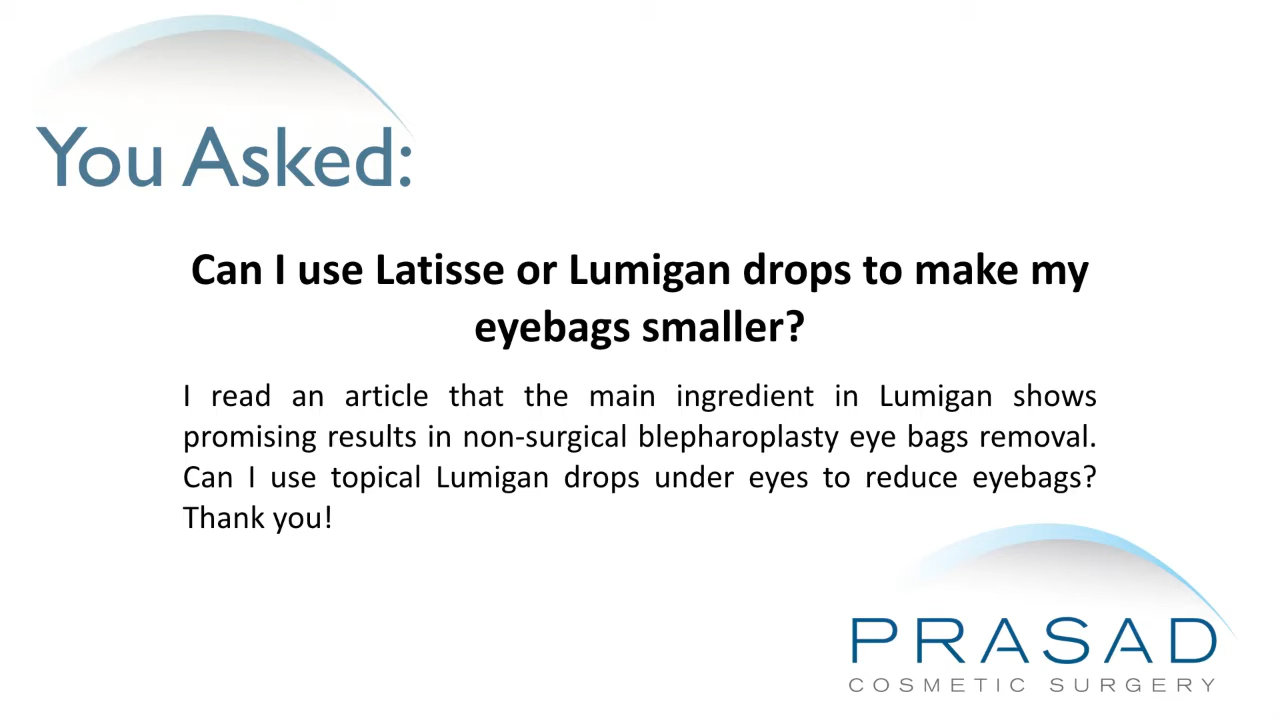 You Asked:
Can I use Latisse or Lumigan drops to make my
eyebags smaller?
I read an article that the main ingredient in Lumigan shows
promising results in non-surgical blepharoplasty eye bags removal.
Can I use topical Lumigan drops under eyes to reduce eyebags?
Thank you!
PRASAD
COSMETIC SURGERY